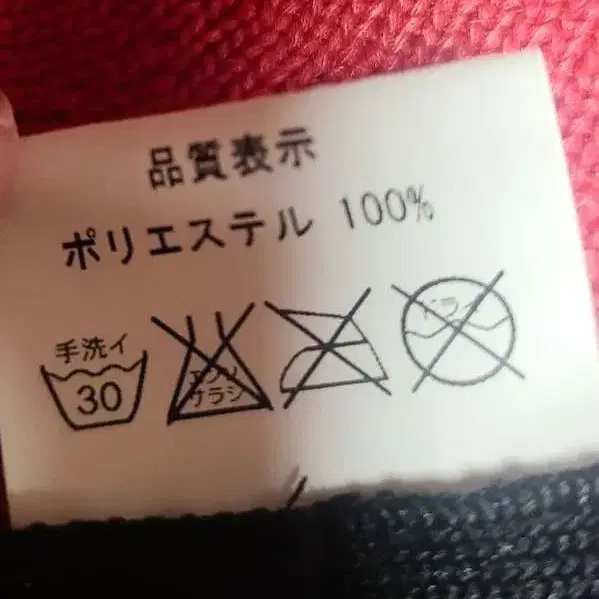 品質表示
ポリエステル 100%
手洗イ
30
エンソ
サラシ
ドライ